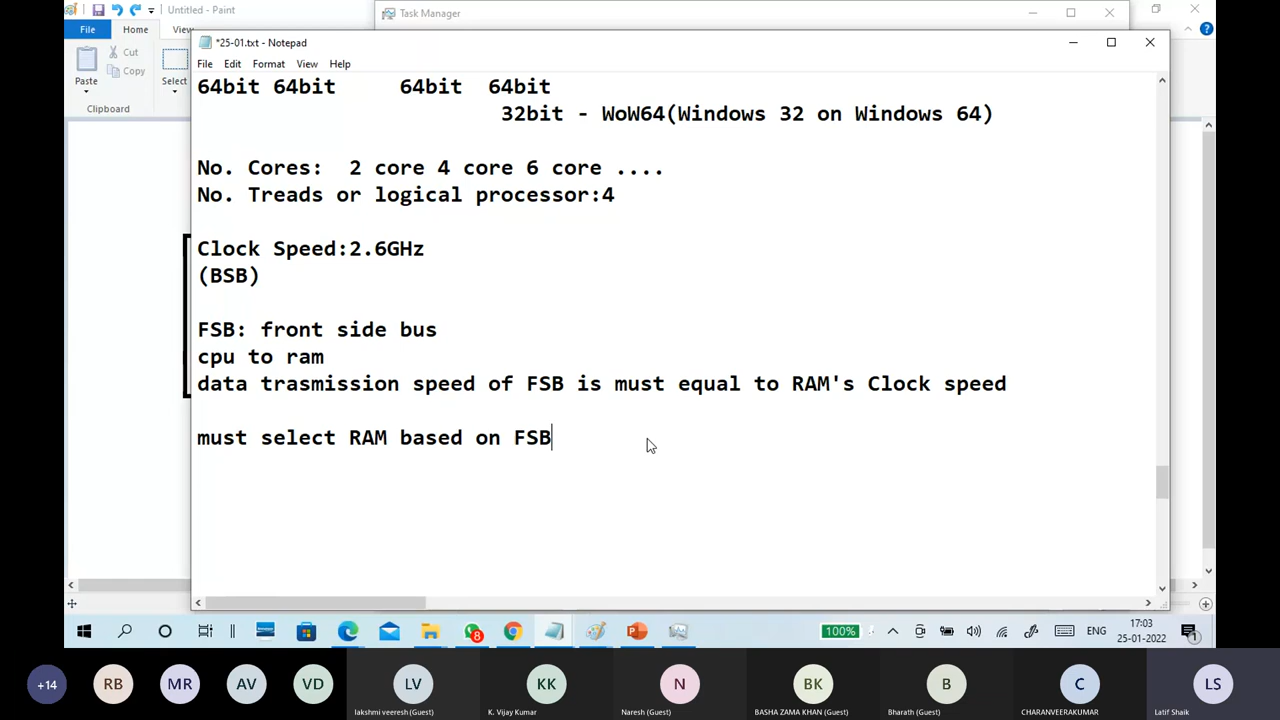 Untitled - Paint
Task Manager
File
Home
View
Paste
Cut
Copy
Select
Clipboard
*25-01.txt - Notepad
File Edit Format View Help
64bit 64bit 64bit 64bit
32bit - WoW64(Windows 32 on Windows 64)
No. Cores: 2 core 4 core 6 core ....
No. Treads or logical processor:4
Clock Speed:2.6GHz
(BSB)
FSB: front side bus
cpu to ram
data trasmission speed of FSB is must equal to RAM's Clock speed
must select RAM based on FSB
8
100%
ENG
17:03
25-01-2022
1
+14
RB
MR
AV
VD
LV
lakshmi veeresh (Guest)
KK
K. Vijay Kumar
N
Naresh (Guest)
BK
BASHA ZAMA KHAN (Guest)
B
Bharath (Guest)
C
CHARANVEERAKUMAR
LS
Latif Shaik